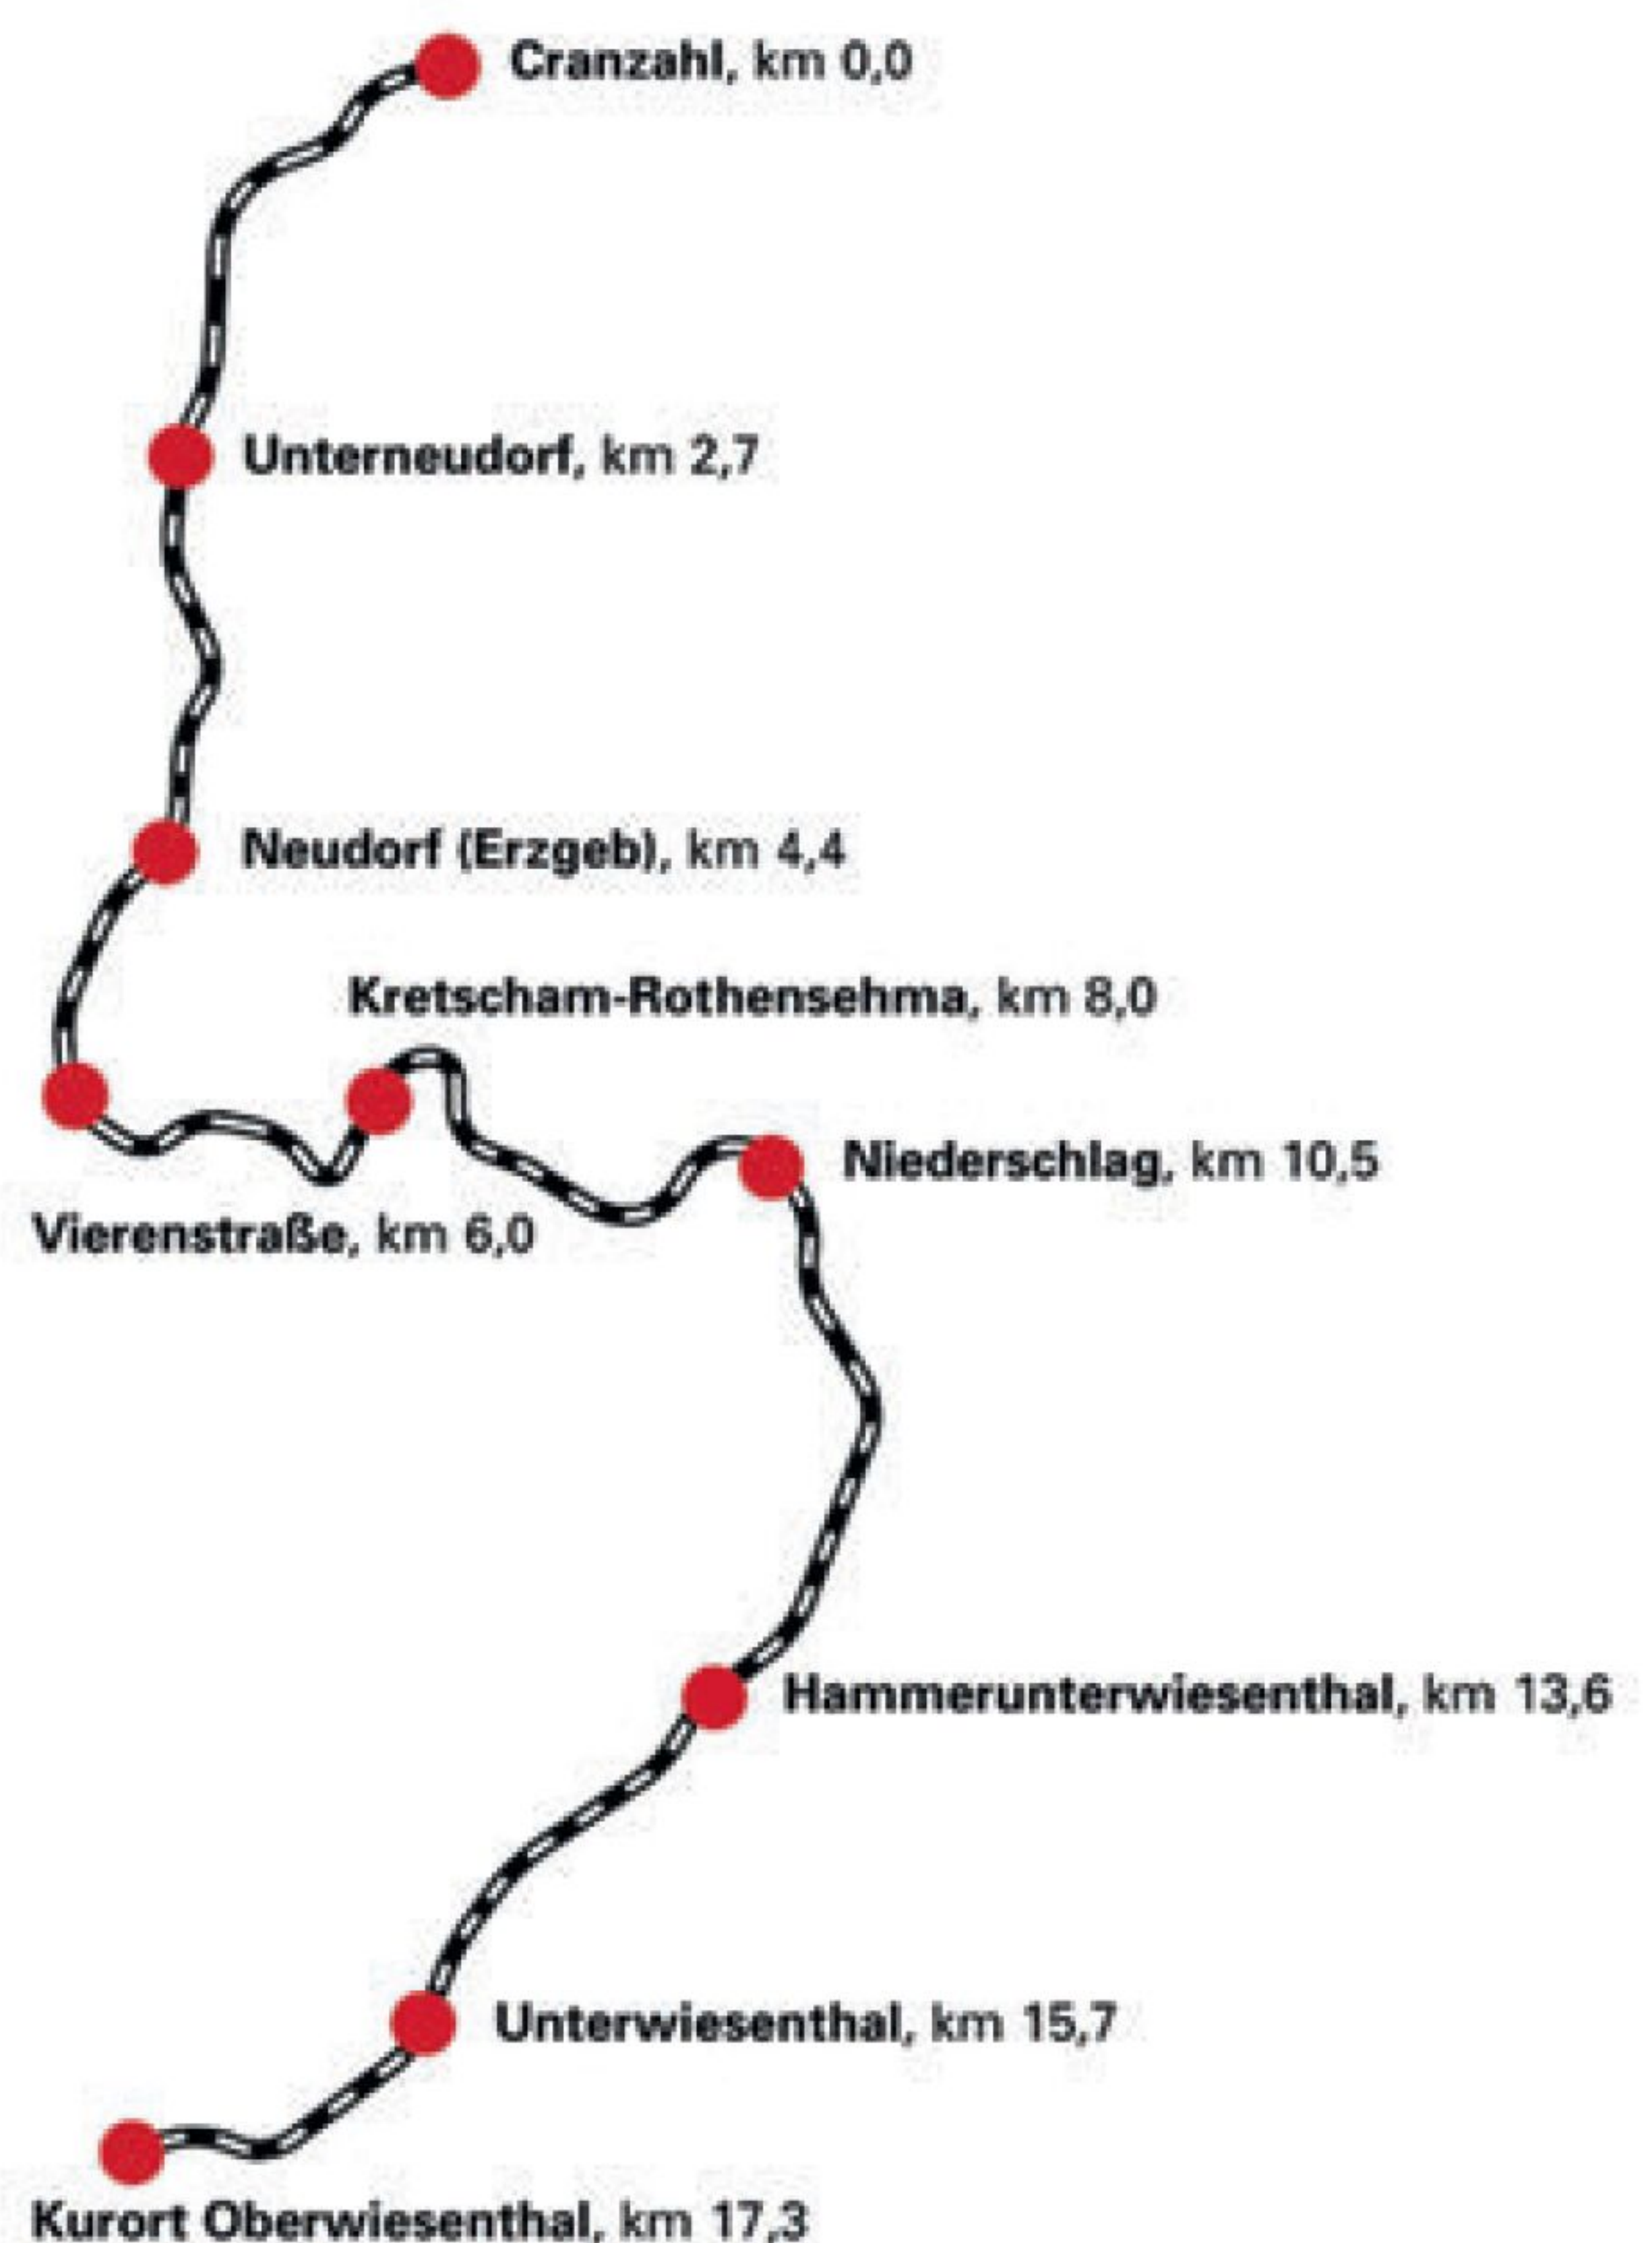 Cranzahl, km 0,0
Unterneudorf, km 2,7
Neudorf (Erzgeb), km 4,4
Kretscham-Rothensehma, km 8,0
Niederschlag, km 10,5
Vierenstraße, km 6,0
Hammerunterwiesenthal, km 13,6
Unterwiesenthal, km 15,7
Kurort Oberwiesenthal, km 17,3